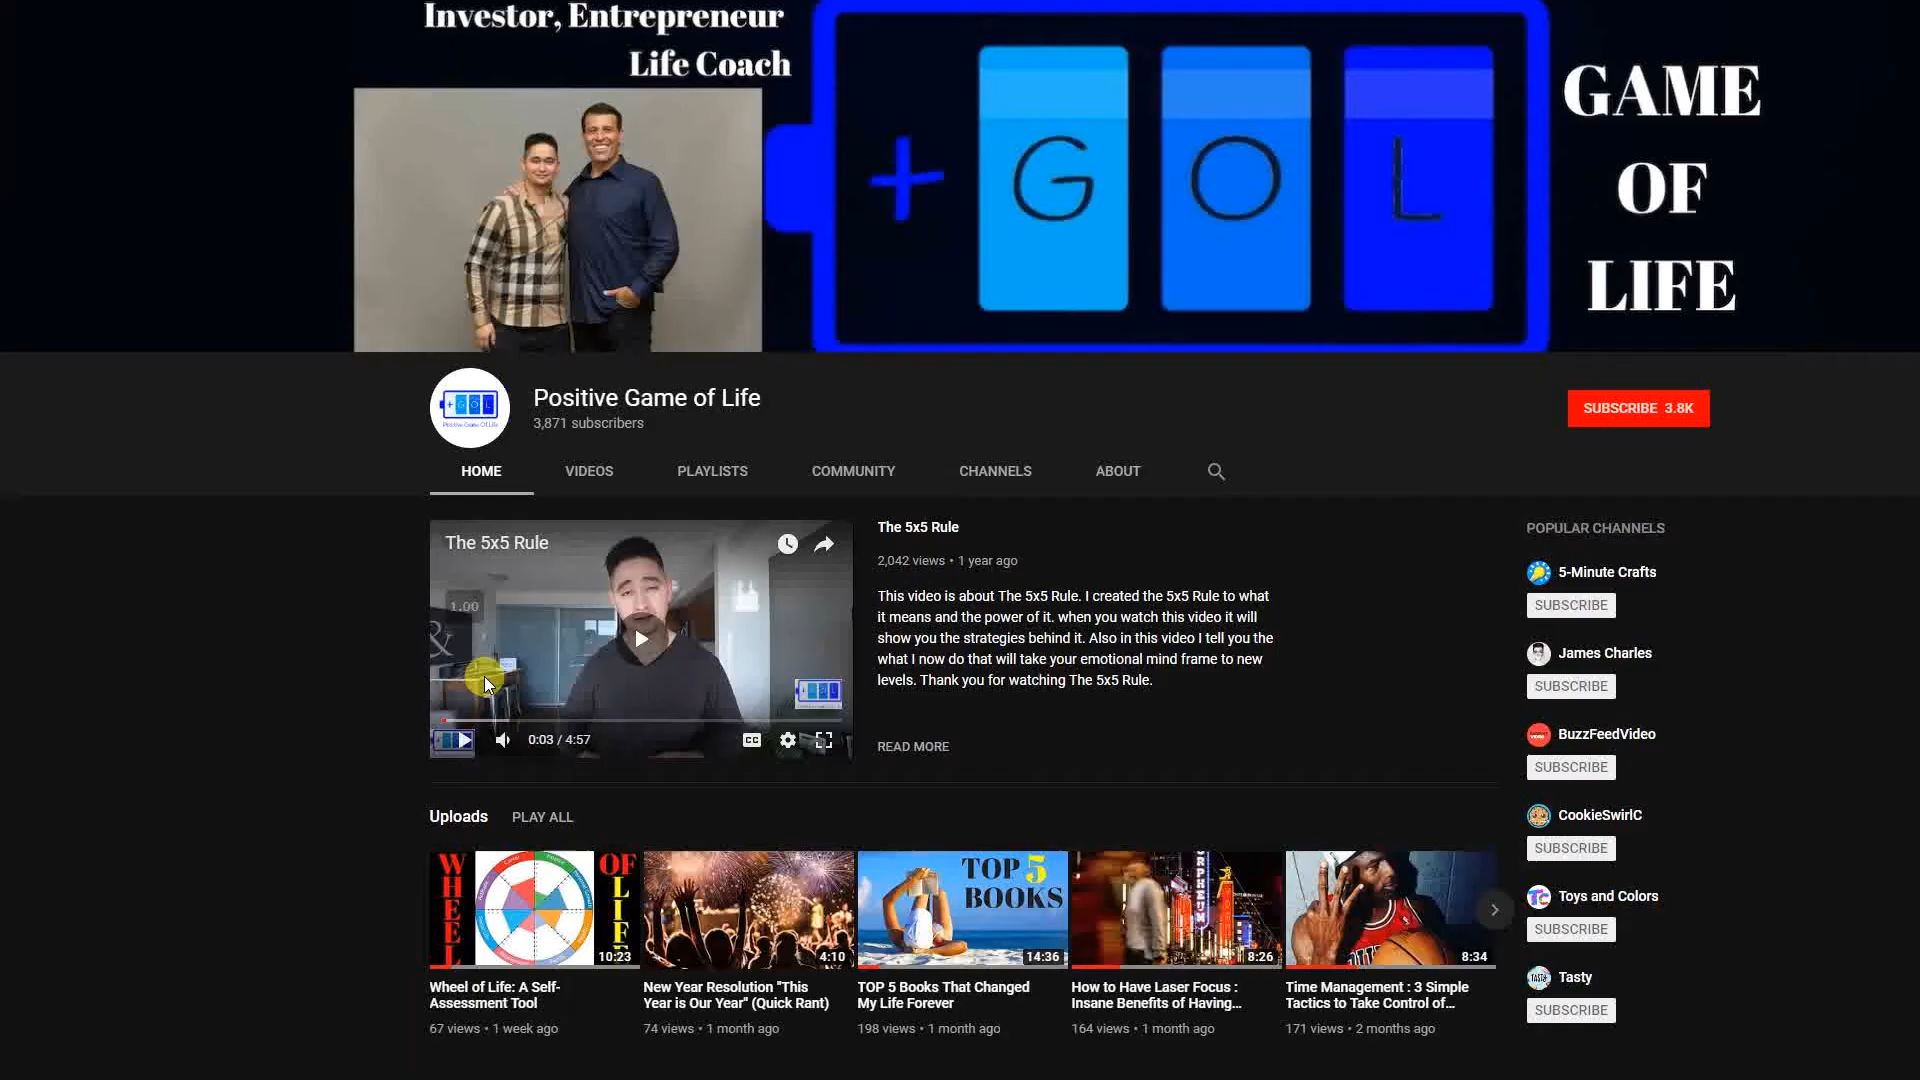 Investor, Entrepreneur
Life Coach
+ G O L
GAME
OF
LIFE
+ G O L
Positive Game Of Life
Positive Game of Life
3,871 subscribers
SUBSCRIBE 3.8K
HOME
VIDEOS
PLAYLISTS
COMMUNITY
CHANNELS
ABOUT
The 5x5 Rule
1.00
&
+ G O L
0:03 / 4:57
CC
The 5x5 Rule
2,042 views • 1 year ago
This video is about The 5x5 Rule. I created the 5x5 Rule to what
it means and the power of it. when you watch this video it will
show you the strategies behind it. Also in this video I tell you the
what I now do that will take your emotional mind frame to new
levels. Thank you for watching The 5x5 Rule.
READ MORE
Uploads
PLAY ALL
WHEEL
OF
LIFE
10:23
Wheel of Life: A Self-
Assessment Tool
67 views • 1 week ago
4:10
New Year Resolution "This
Year is Our Year" (Quick Rant)
74 views • 1 month ago
TOP 5
BOOKS
14:36
TOP 5 Books That Changed
My Life Forever
198 views • 1 month ago
ORPHEUM
8:26
How to Have Laser Focus :
Insane Benefits of Having...
164 views • 1 month ago
8:34
Time Management : 3 Simple
Tactics to Take Control of...
171 views • 2 months ago
POPULAR CHANNELS
5-Minute Crafts
SUBSCRIBE
James Charles
SUBSCRIBE
BuzzFeedVideo
SUBSCRIBE
CookieSwirlC
SUBSCRIBE
Toys and Colors
SUBSCRIBE
Tasty
SUBSCRIBE